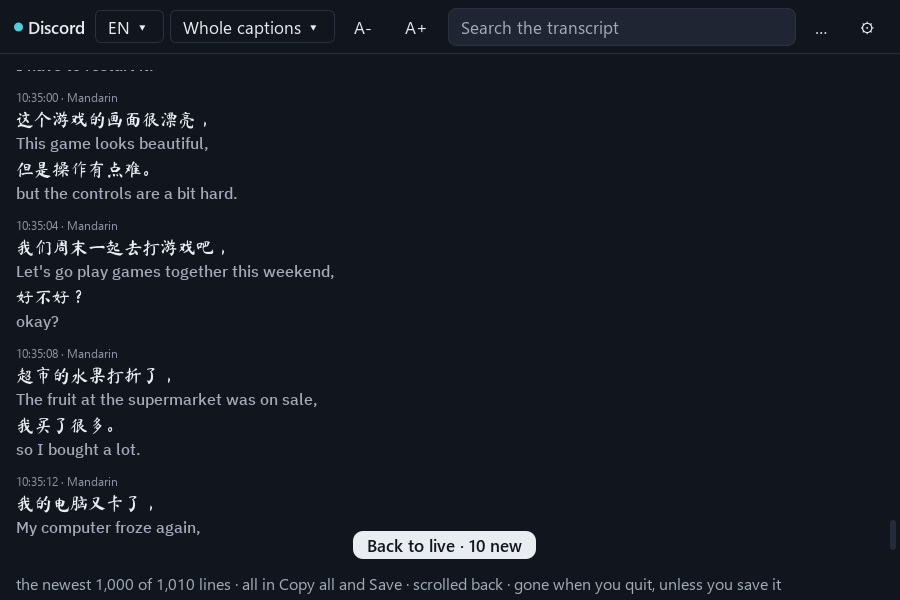 Discord
EN ▾
Whole captions ▾
A-
A+
Search the transcript
...
10:35:00 · Mandarin
这个游戏的画面很漂亮，
This game looks beautiful,
但是操作有点难。
but the controls are a bit hard.
10:35:04 · Mandarin
我们周末一起去打游戏吧，
Let's go play games together this weekend,
好不好？
okay?
10:35:08 · Mandarin
超市的水果打折了，
The fruit at the supermarket was on sale,
我买了很多。
so I bought a lot.
10:35:12 · Mandarin
我的电脑又卡了，
My computer froze again,
Back to live · 10 new
the newest 1,000 of 1,010 lines · all in Copy all and Save · scrolled back · gone when you quit, unless you save it